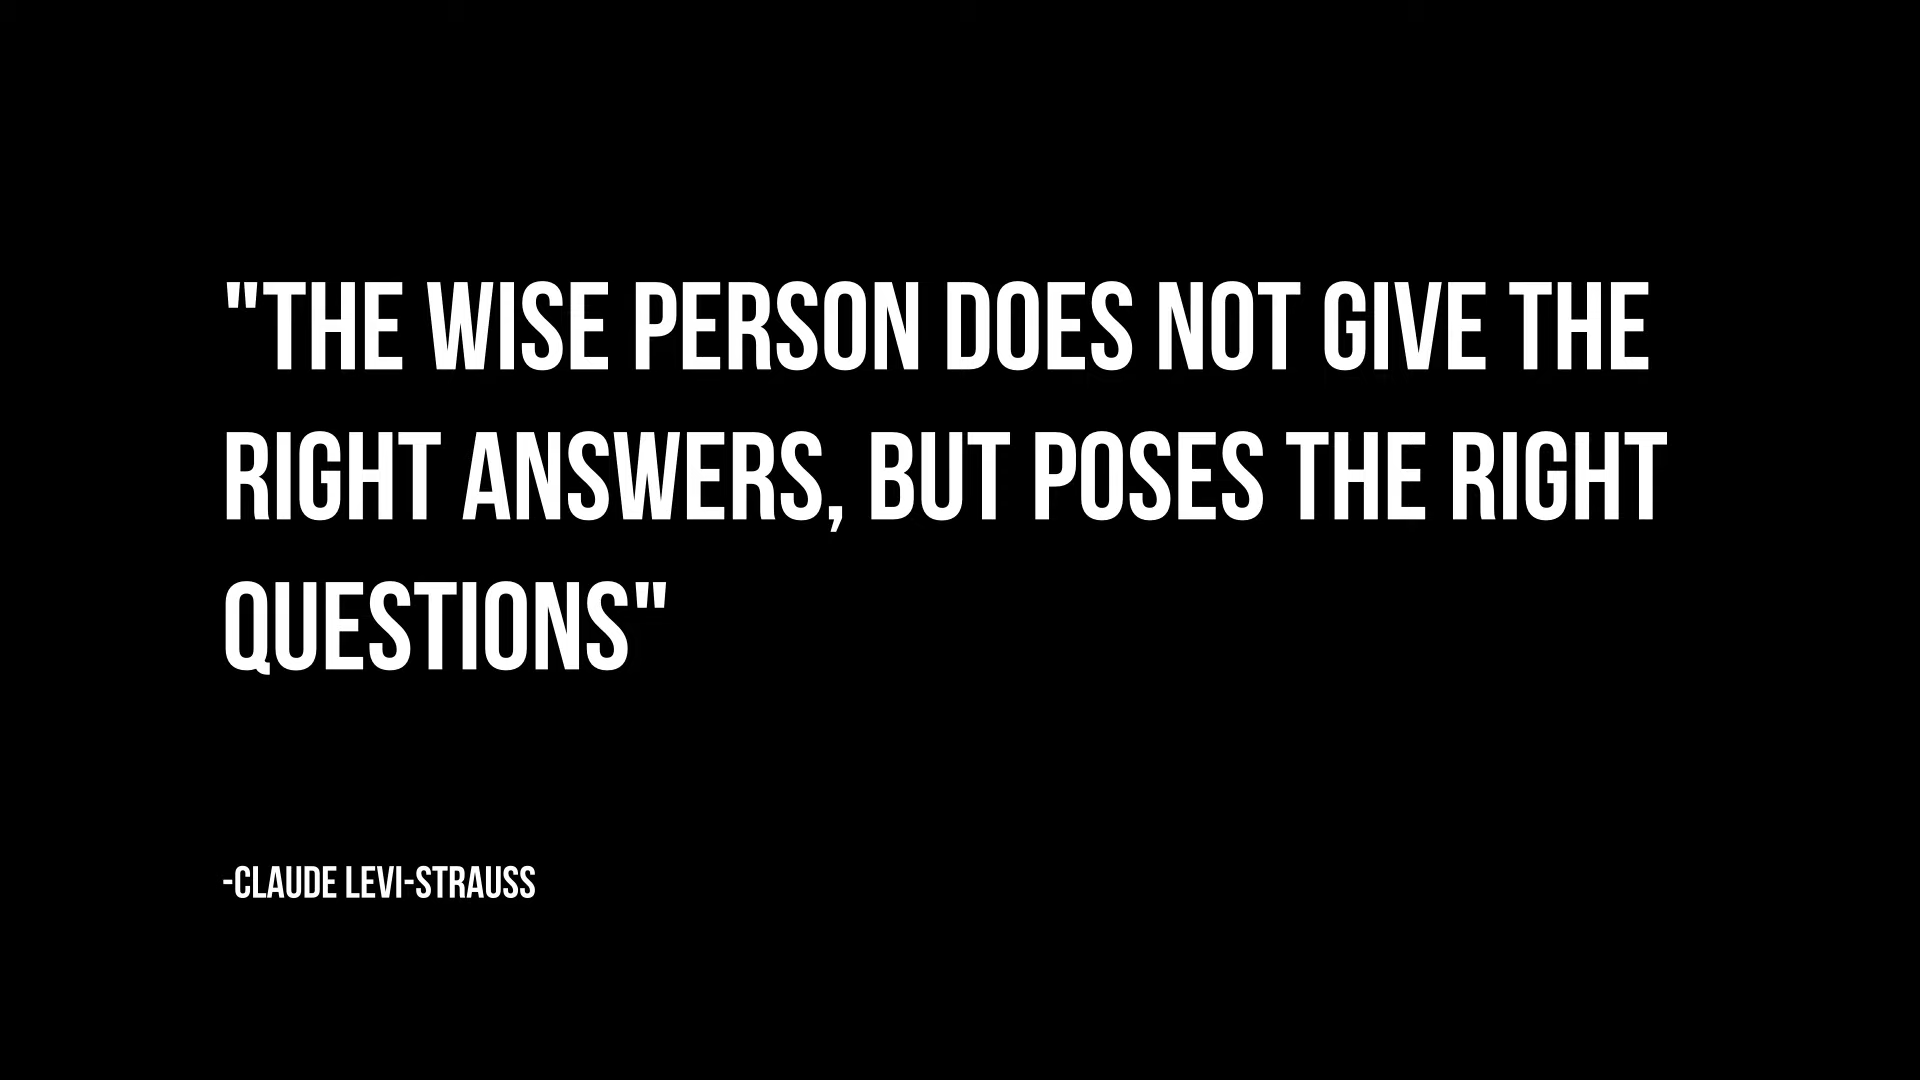 "THE WISE PERSON DOES NOT GIVE THE
RIGHT ANSWERS, BUT POSES THE RIGHT
QUESTIONS"
-CLAUDE LEVI-STRAUSS